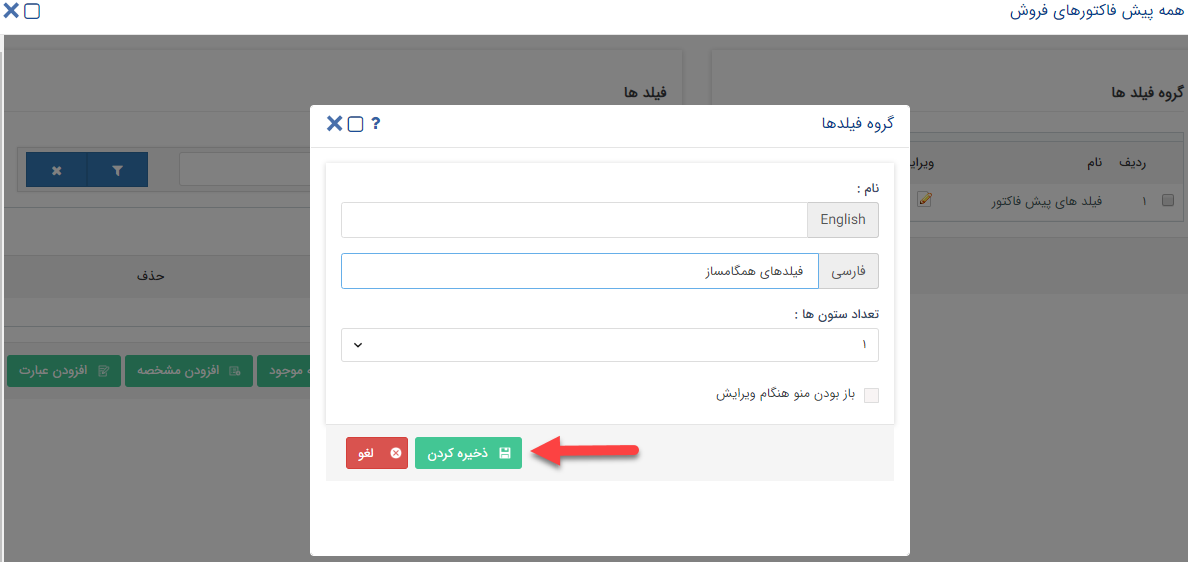 همه پیش فاکتورهای فروش
گروه فیلد ها
فیلد ها
ردیف
نام
۱
فیلد های پیش فاکتور
حذف
موجود
افزودن مشخصه
افزودن عبارت
گروه فیلدها
?
نام :
English
فارسی
فیلدهای همگامساز
تعداد ستون ها :
۱
باز بودن منو هنگام ویرایش
ذخیره کردن
لغو